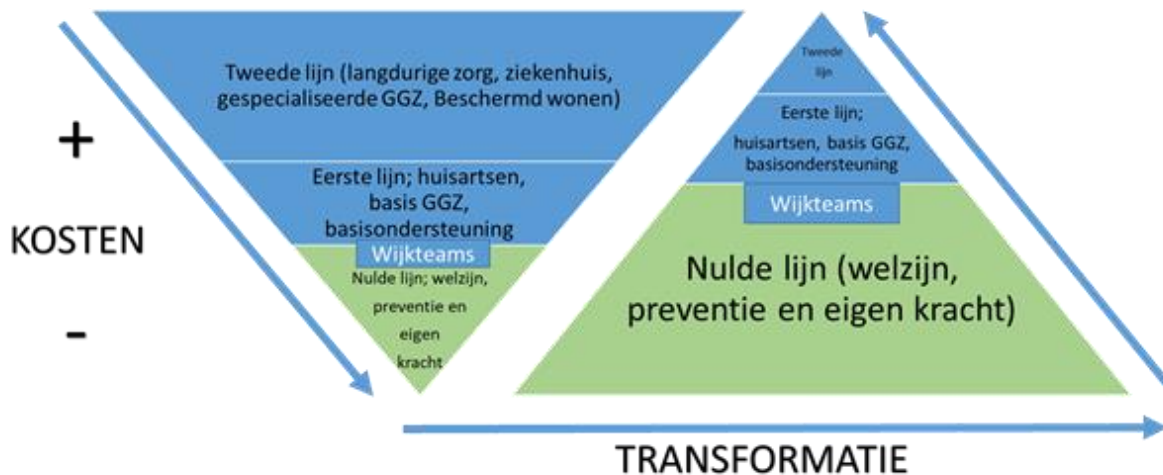 Tweede lijn (langdurige zorg, ziekenhuis,
gespecialiseerde GGZ, Beschermd wonen)
Eerste lijn; huisartsen,
basis GGZ,
basisondersteuning
Wijkteams
Nulde lijn; welzijn,
preventie en
eigen
kracht
+
KOSTEN
-
Tweede
lijn
Eerste lijn;
huisartsen, basis GGZ,
basisondersteuning
Wijkteams
Nulde lijn (welzijn,
preventie en eigen kracht)
TRANSFORMATIE